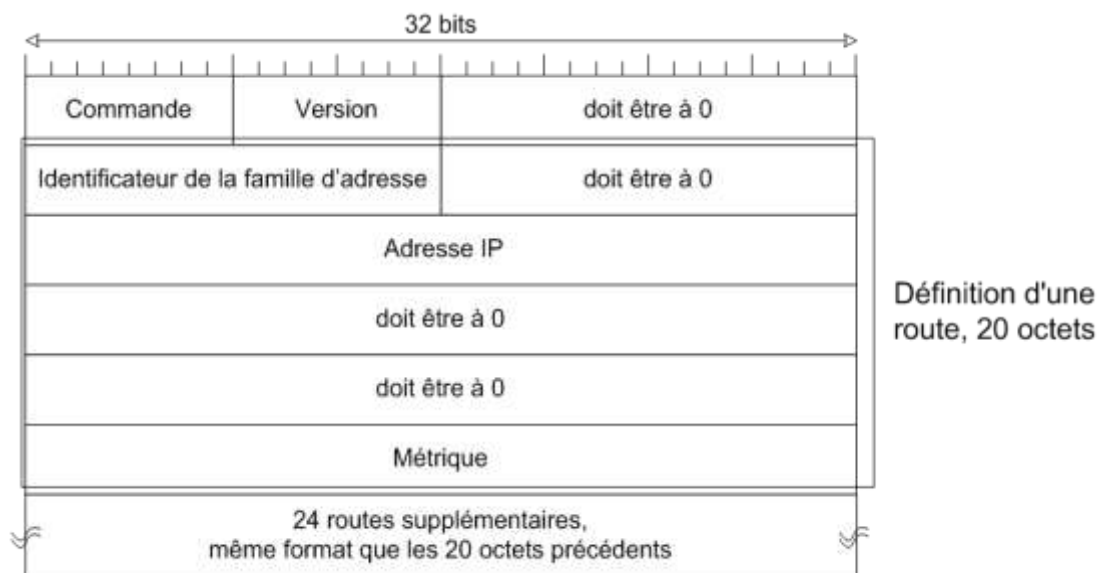 32 bits
Commande
Version
doit être à 0
Identificateur de la famille d'adresse
doit être à 0
Adresse IP
doit être à 0
doit être à 0
Métrique
Définition d'une
route, 20 octets
24 routes supplémentaires,
même format que les 20 octets précédents